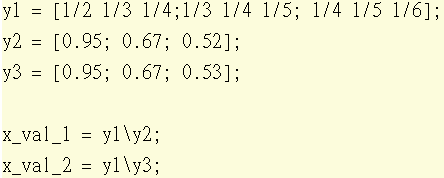 y1 = [1/2 1/3 1/4;1/3 1/4 1/5; 1/4 1/5 1/6];
y2 = [0.95; 0.67; 0.52];
y3 = [0.95; 0.67; 0.53];
x_val_1 = y1\y2;
x_val_2 = y1\y3;